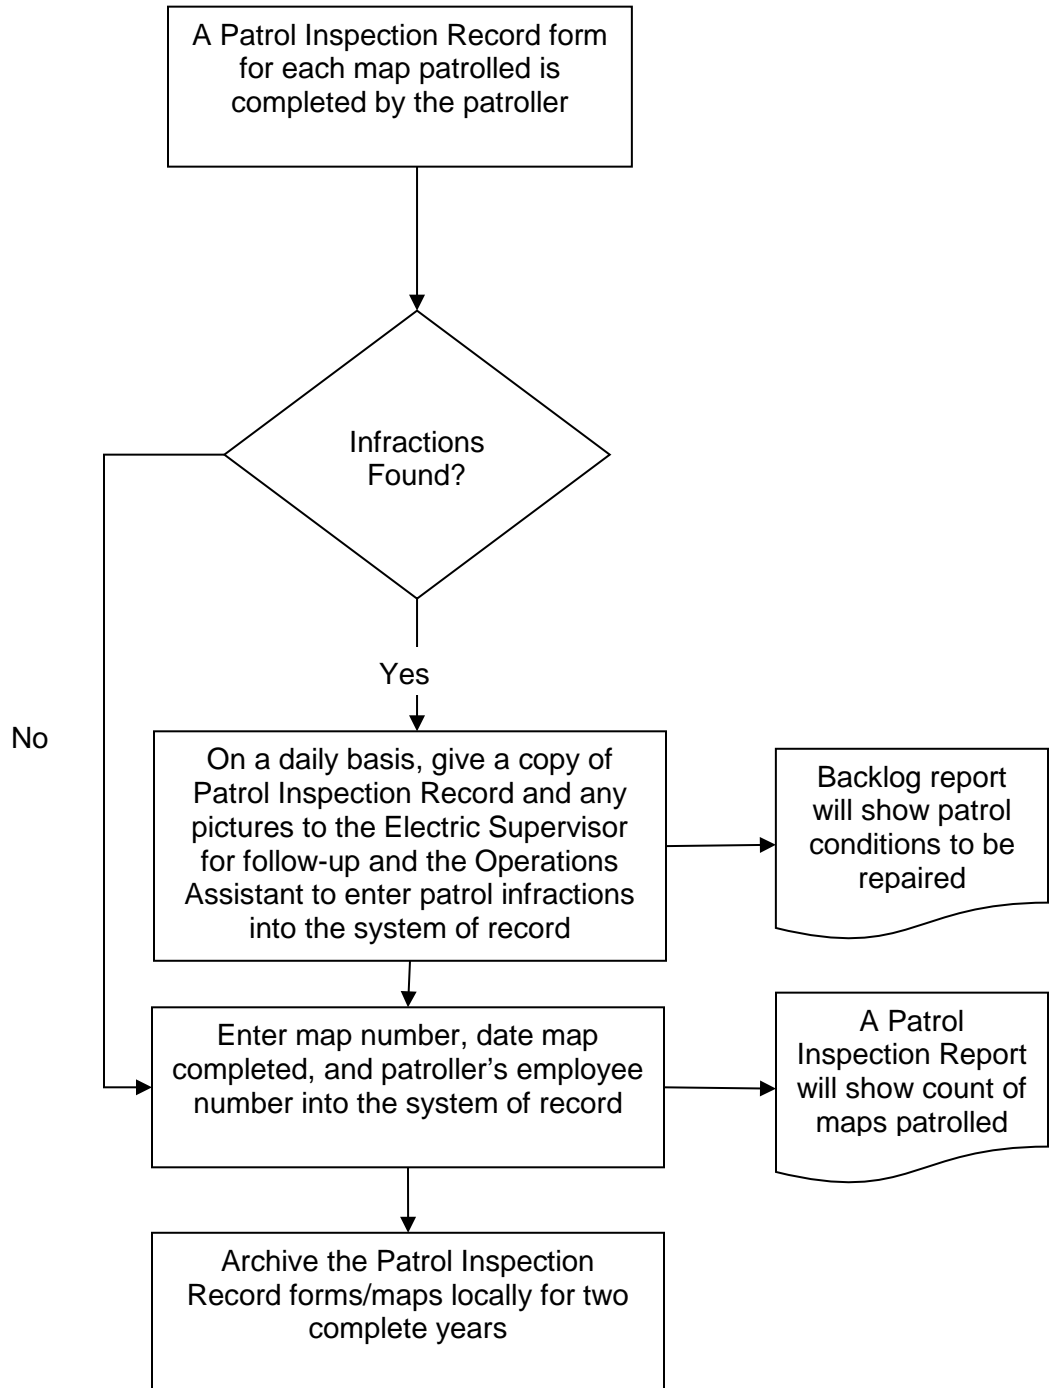 A Patrol Inspection Record form
for each map patrolled is
completed by the patroller
Infractions
Found?
Yes
No
On a daily basis, give a copy of
Patrol Inspection Record and any
pictures to the Electric Supervisor
for follow-up and the Operations
Assistant to enter patrol infractions
into the system of record
Backlog report
will show patrol
conditions to be
repaired
Enter map number, date map
completed, and patroller’s employee
number into the system of record
A Patrol
Inspection Report
will show count of
maps patrolled
Archive the Patrol Inspection
Record forms/maps locally for two
complete years